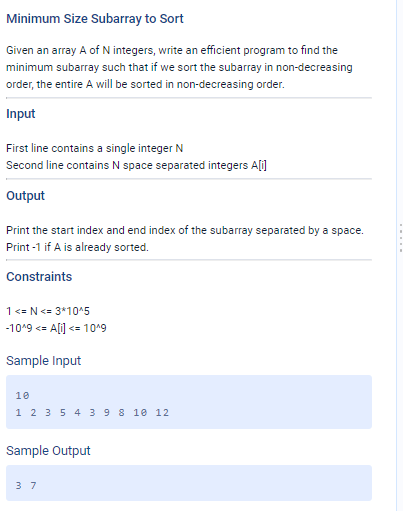 Minimum Size Subarray to Sort
Given an array A of N integers, write an efficient program to find the
minimum subarray such that if we sort the subarray in non-decreasing
order, the entire A will be sorted in non-decreasing order.
Input
First line contains a single integer N
Second line contains N space separated integers A[i]
Output
Print the start index and end index of the subarray separated by a space.
Print -1 if A is already sorted.
Constraints
1 <= N <= 3*10^5
-10^9 <= A[i] <= 10^9
Sample Input
10
1 2 3 5 4 3 9 8 10 12
Sample Output
3 7